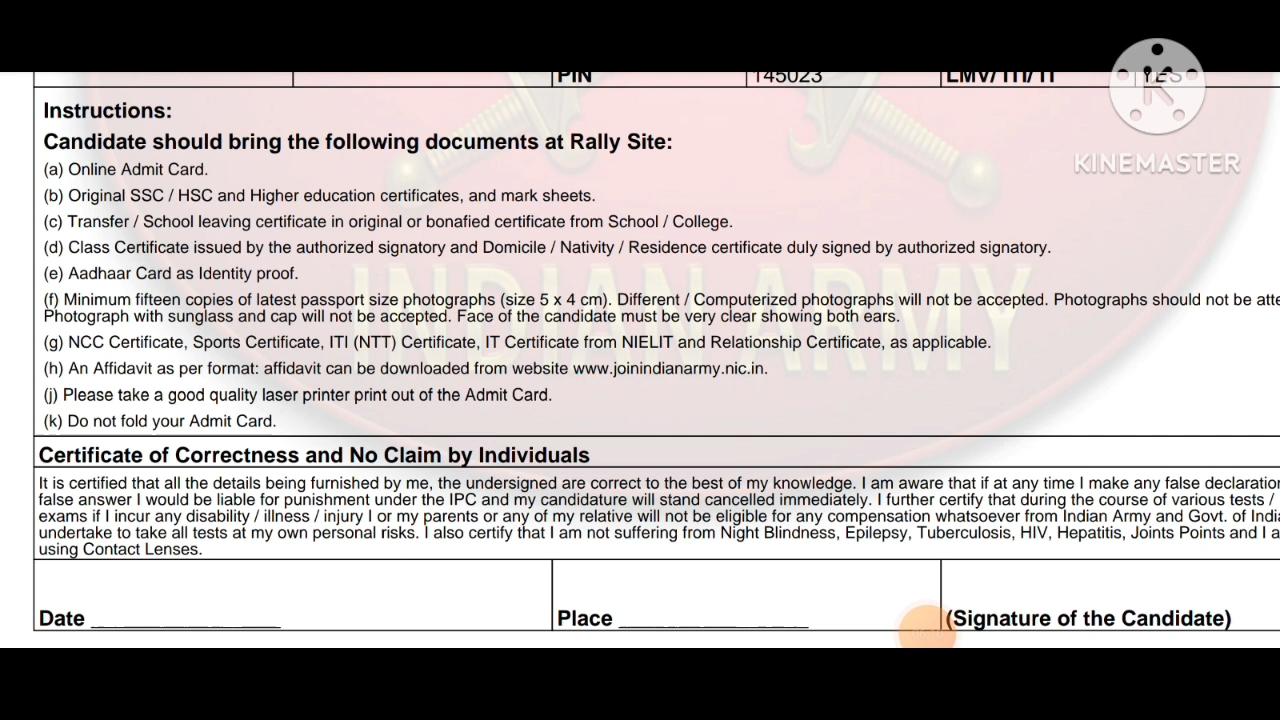 PIN 145023 LMV/ITI/IT YES
KINEMASTER
Instructions:
Candidate should bring the following documents at Rally Site:
(a) Online Admit Card.
(b) Original SSC / HSC and Higher education certificates, and mark sheets.
(c) Transfer / School leaving certificate in original or bonafied certificate from School / College.
(d) Class Certificate issued by the authorized signatory and Domicile / Nativity / Residence certificate duly signed by authorized signatory.
(e) Aadhaar Card as Identity proof.
INDIAN ARMY
(f) Minimum fifteen copies of latest passport size photographs (size 5 x 4 cm). Different / Computerized photographs will not be accepted. Photographs should not be atte
Photograph with sunglass and cap will not be accepted. Face of the candidate must be very clear showing both ears.
(g) NCC Certificate, Sports Certificate, ITI (NTT) Certificate, IT Certificate from NIELIT and Relationship Certificate, as applicable.
(h) An Affidavit as per format: affidavit can be downloaded from website www.joinindianarmy.nic.in.
(j) Please take a good quality laser printer print out of the Admit Card.
(k) Do not fold your Admit Card.
Certificate of Correctness and No Claim by Individuals
It is certified that all the details being furnished by me, the undersigned are correct to the best of my knowledge. I am aware that if at any time I make any false declaration
false answer I would be liable for punishment under the IPC and my candidature will stand cancelled immediately. I further certify that during the course of various tests /
exams if I incur any disability / illness / injury I or my parents or any of my relative will not be eligible for any compensation whatsoever from Indian Army and Govt. of Indi
undertake to take all tests at my own personal risks. I also certify that I am not suffering from Night Blindness, Epilepsy, Tuberculosis, HIV, Hepatitis, Joints Points and I a
using Contact Lenses.
Date ____ Place ____ (Signature of the Candidate)